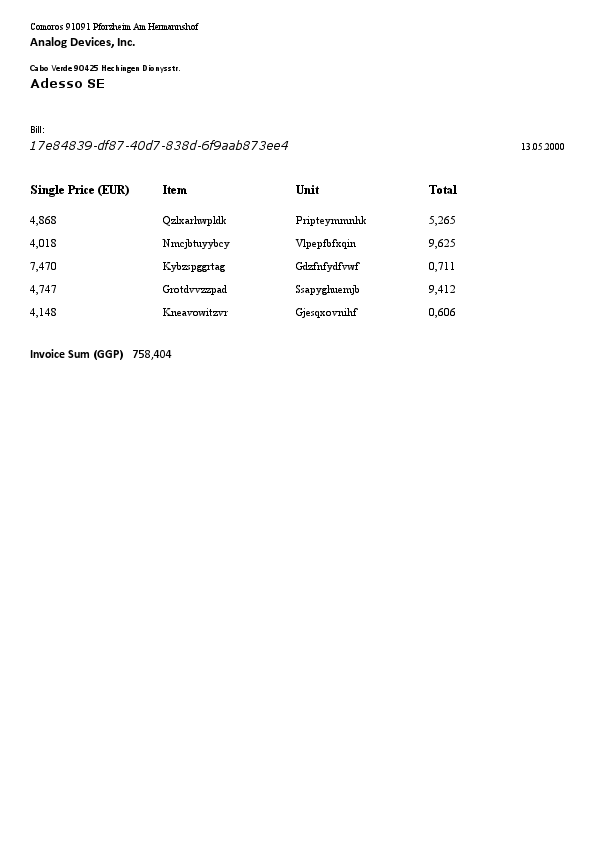 Comoros 91091 Pforzheim Am Hermannshof
Analog Devices, Inc.
Cabo Verde 90425 Hechingen Dionysstr.
Adesso SE
Bill:
17e84839-df87-40d7-838d-6f9aab873ee4 13.05.2000
Single Price (EUR) Item Unit Total
4,868 Qzlxarhwpldk Pripteymmnhk 5,265
4,018 Nmcjbtuyybcy Vlpepfbfxqin 9,625
7,470 Kybzspggrtag Gdzfnfydfvwf 0,711
4,747 Grotdvvzzpad Ssapyghuemjb 9,412
4,148 Kneavowitzvr Gjesqxovnihf 0,606
Invoice Sum (GGP) 758,404